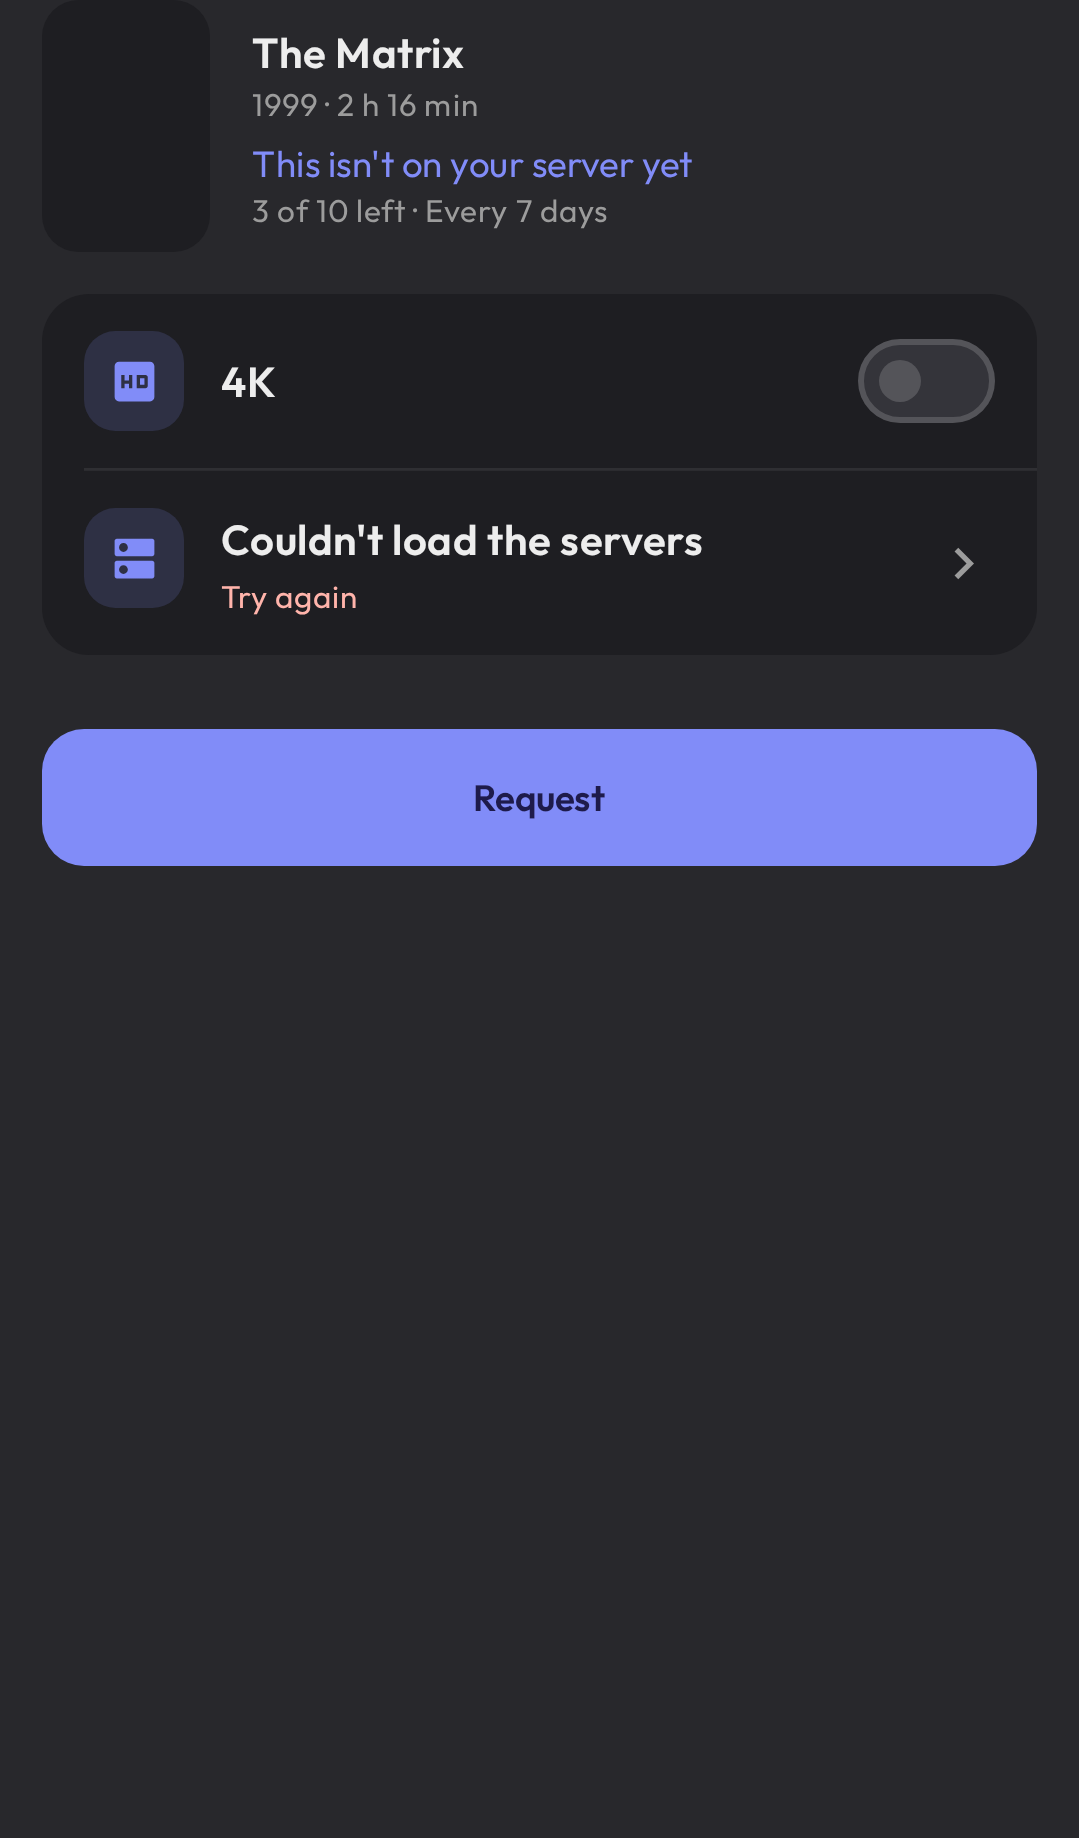 The Matrix
1999 · 2 h 16 min
This isn't on your server yet
3 of 10 left · Every 7 days
HD
4K
Couldn't load the servers
Try again
Request